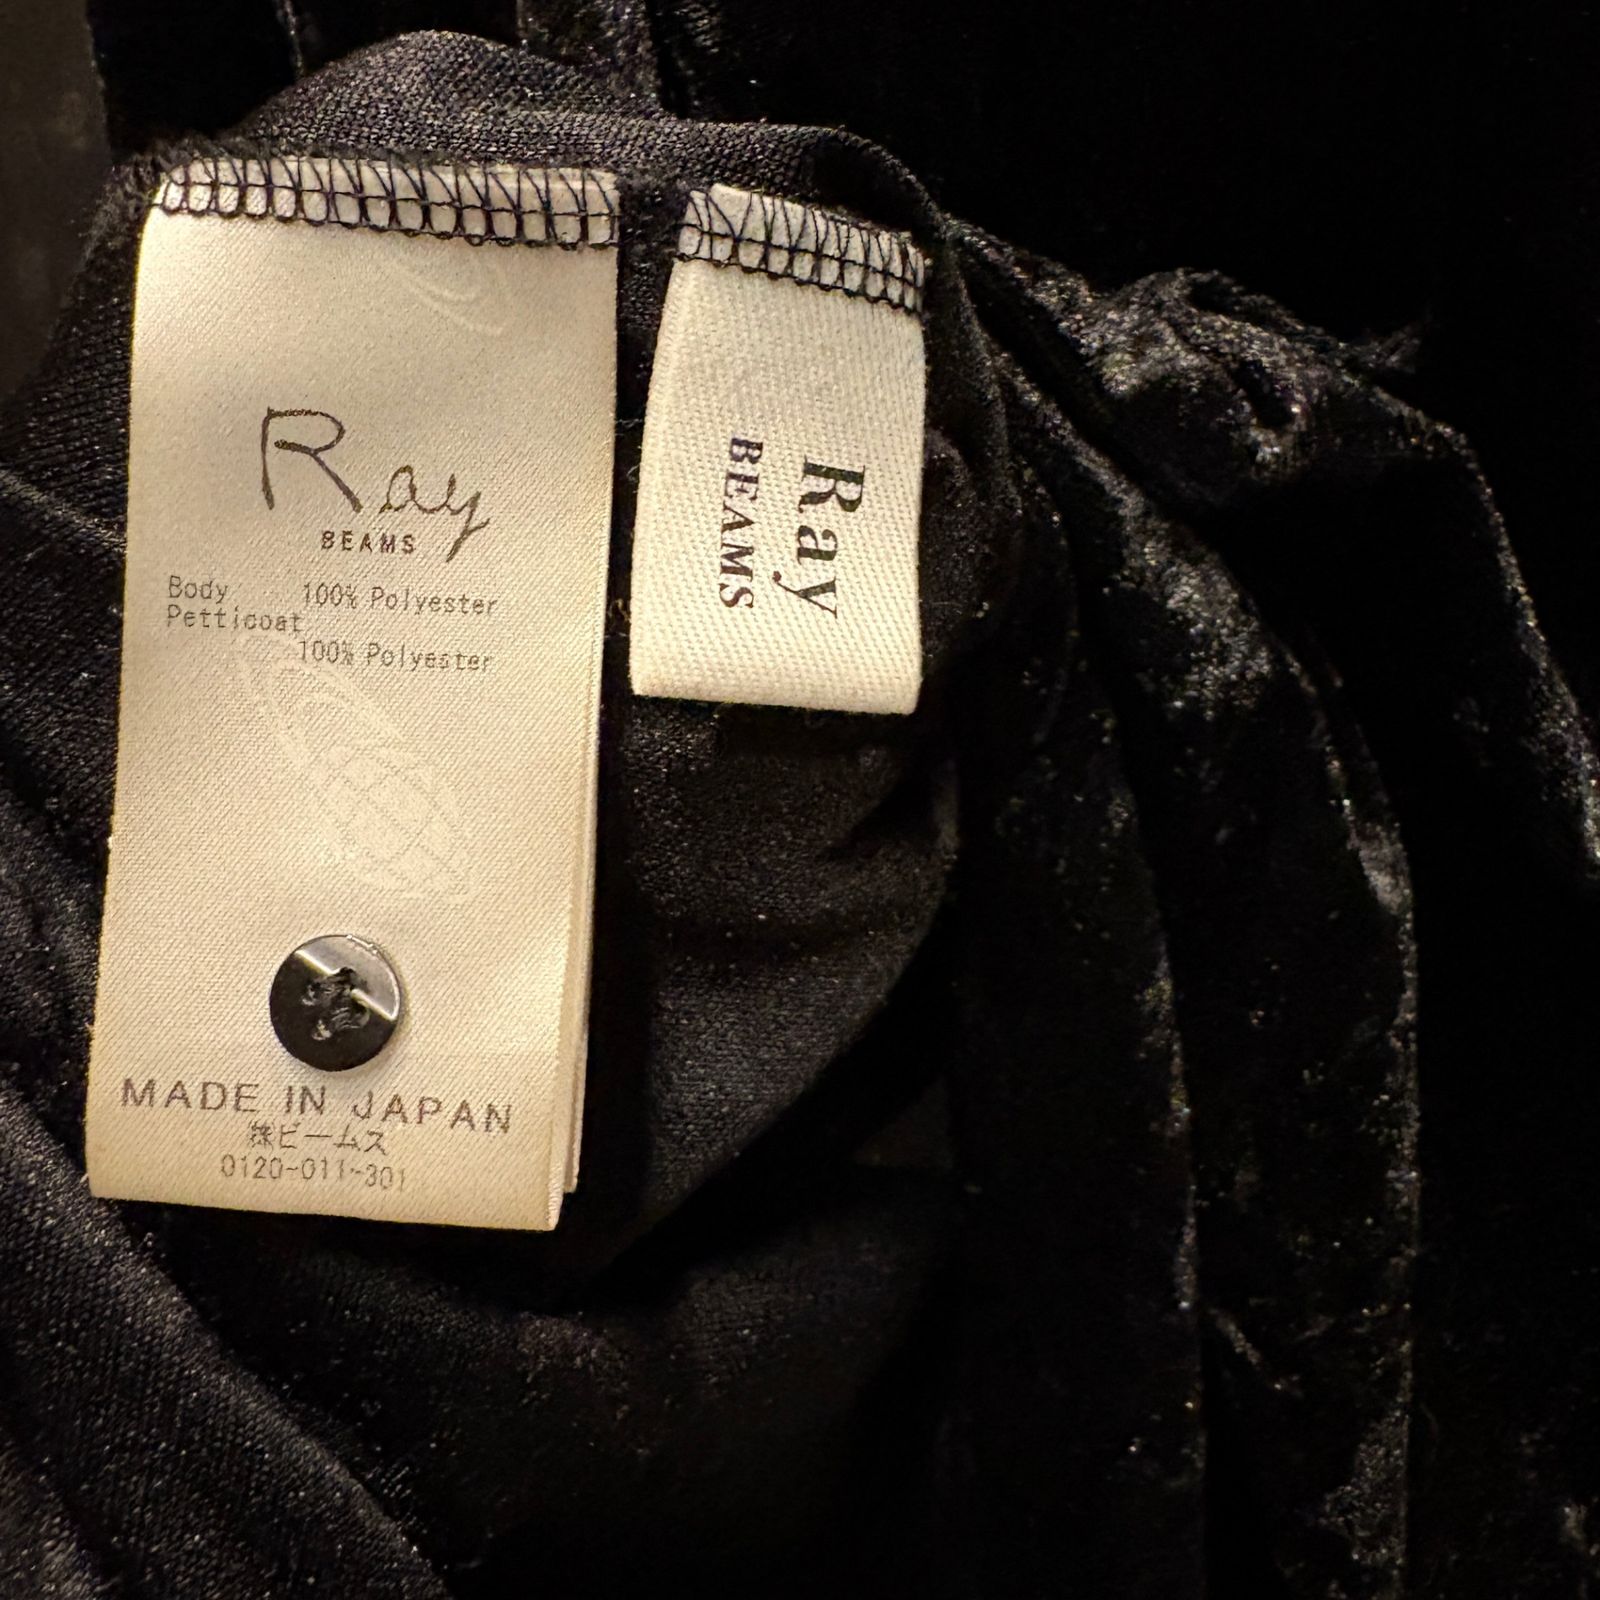 Ray
BEAMS
Body 100% Polyester
Petticoat
100% Polyester
MADE IN JAPAN
㈱ビームス
0120-011-301
Ray
BEAMS